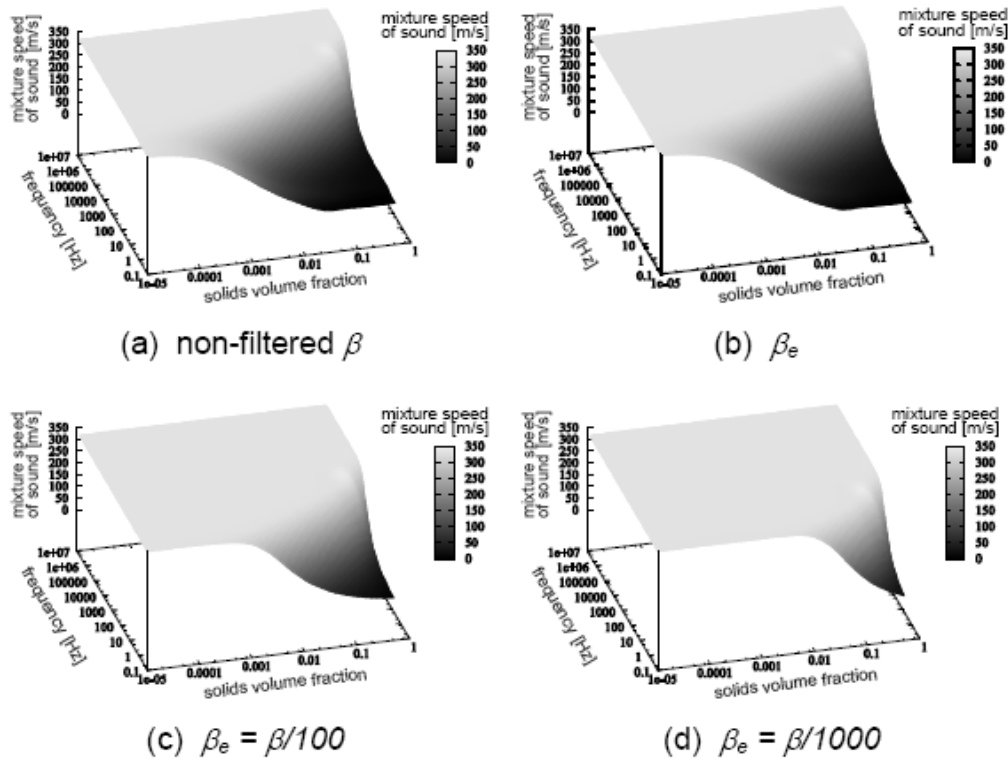 mixture speed
of sound [m/s]
350
300
250
200
150
100
50
0
mixture speed
of sound [m/s]
350
300
250
200
150
100
50
0
1e+07
1e+06
100000
10000
1000
100
10
1
0.1
frequency [Hz]
1e-05
0.0001
0.001
0.01
0.1
1
solids volume fraction
(a) non-filtered β
mixture speed
of sound [m/s]
350
300
250
200
150
100
50
0
mixture speed
of sound [m/s]
350
300
250
200
150
100
50
0
1e+07
1e+06
100000
10000
1000
100
10
1
0.1
frequency [Hz]
1e-05
0.0001
0.001
0.01
0.1
1
solids volume fraction
(b) βe
mixture speed
of sound [m/s]
350
300
250
200
150
100
50
0
mixture speed
of sound [m/s]
350
300
250
200
150
100
50
0
1e+07
1e+06
100000
10000
1000
100
10
1
0.1
frequency [Hz]
1e-05
0.0001
0.001
0.01
0.1
1
solids volume fraction
(c) βe = β/100
mixture speed
of sound [m/s]
350
300
250
200
150
100
50
0
mixture speed
of sound [m/s]
350
300
250
200
150
100
50
0
1e+07
1e+06
100000
10000
1000
100
10
1
0.1
frequency [Hz]
1e-05
0.0001
0.001
0.01
0.1
1
solids volume fraction
(d) βe = β/1000